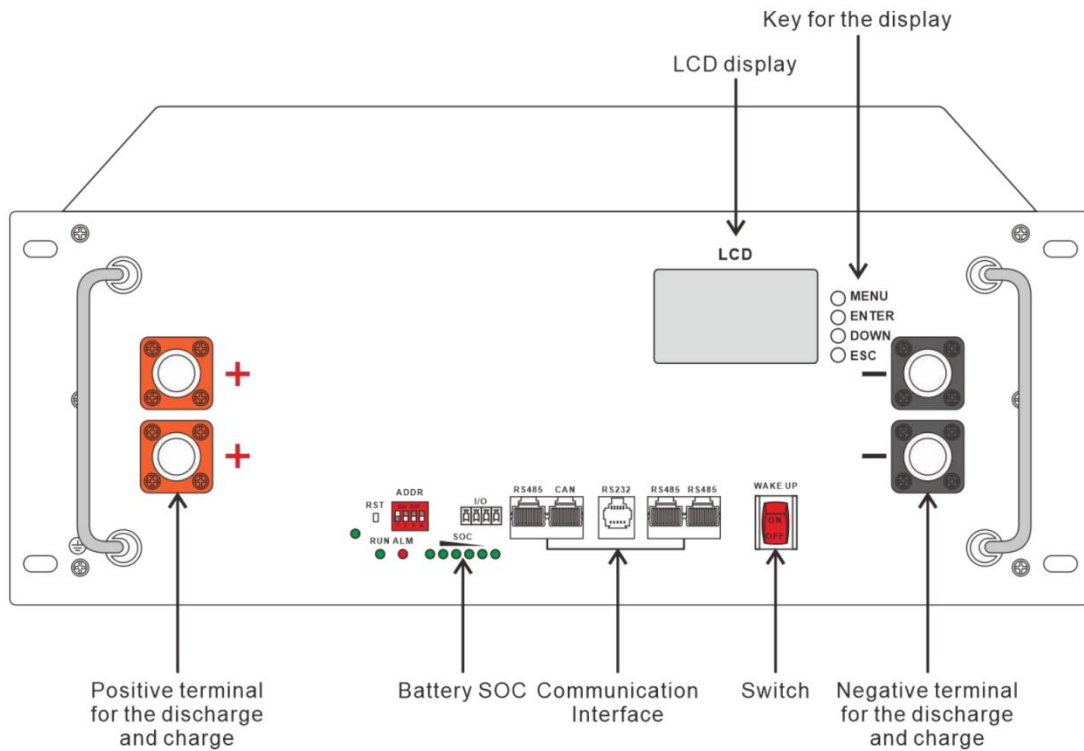 Key for the display
LCD display
LCD
MENU
ENTER
DOWN
ESC
+
+
−
−
ADDR
RST
I/O
RS485 CAN RS232 RS485 RS485
WAKE UP
ON
OFF
RUN ALM
SOC
Positive terminal
for the discharge
and charge
Battery SOC
Communication
Interface
Switch
Negative terminal
for the discharge
and charge